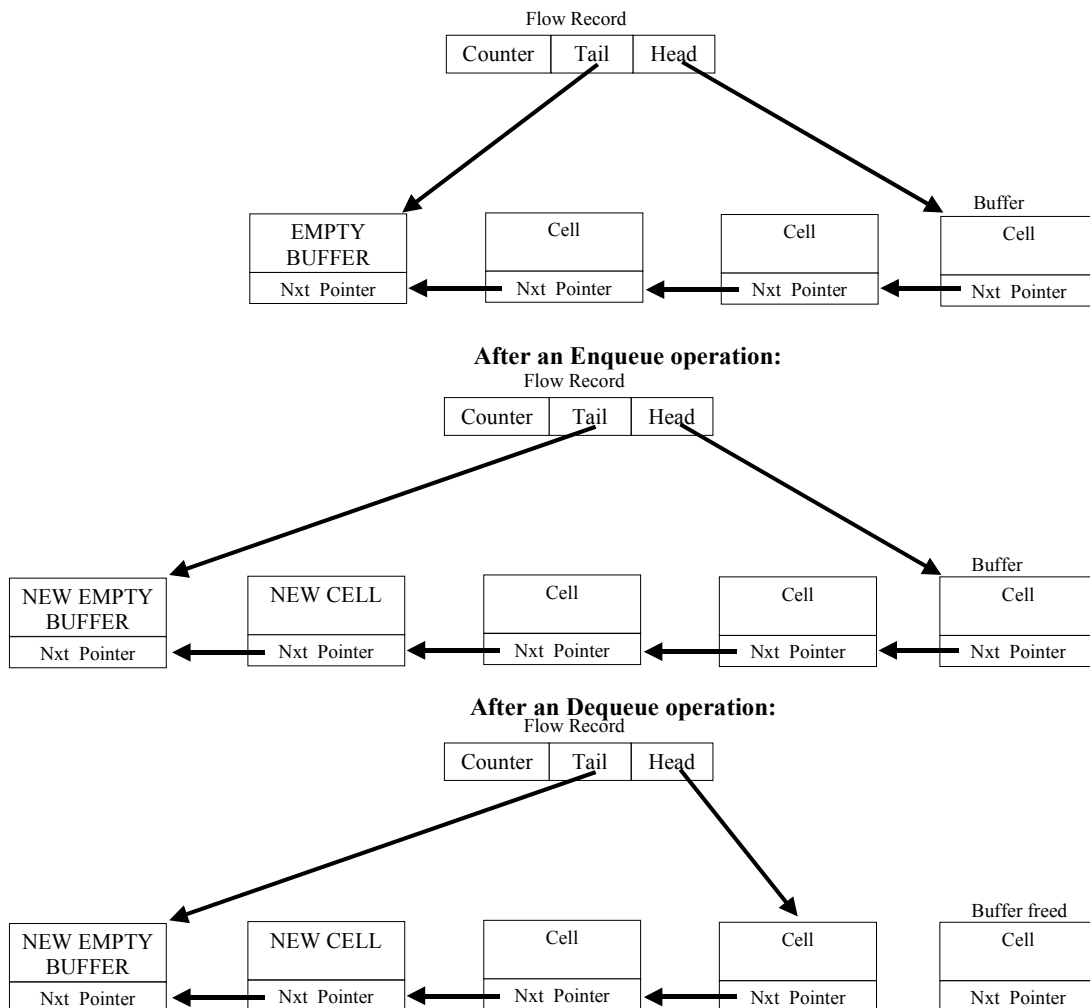 Flow Record
Counter Tail Head
Buffer
EMPTY Cell Cell Cell
BUFFER
Nxt Pointer Nxt Pointer Nxt Pointer Nxt Pointer
After an Enqueue operation:
Flow Record
Counter Tail Head
Buffer
NEW EMPTY NEW CELL Cell Cell Cell
BUFFER
Nxt Pointer Nxt Pointer Nxt Pointer Nxt Pointer Nxt Pointer
After an Dequeue operation:
Flow Record
Counter Tail Head
Buffer freed
NEW EMPTY NEW CELL Cell Cell Cell
BUFFER
Nxt Pointer Nxt Pointer Nxt Pointer Nxt Pointer Nxt Pointer